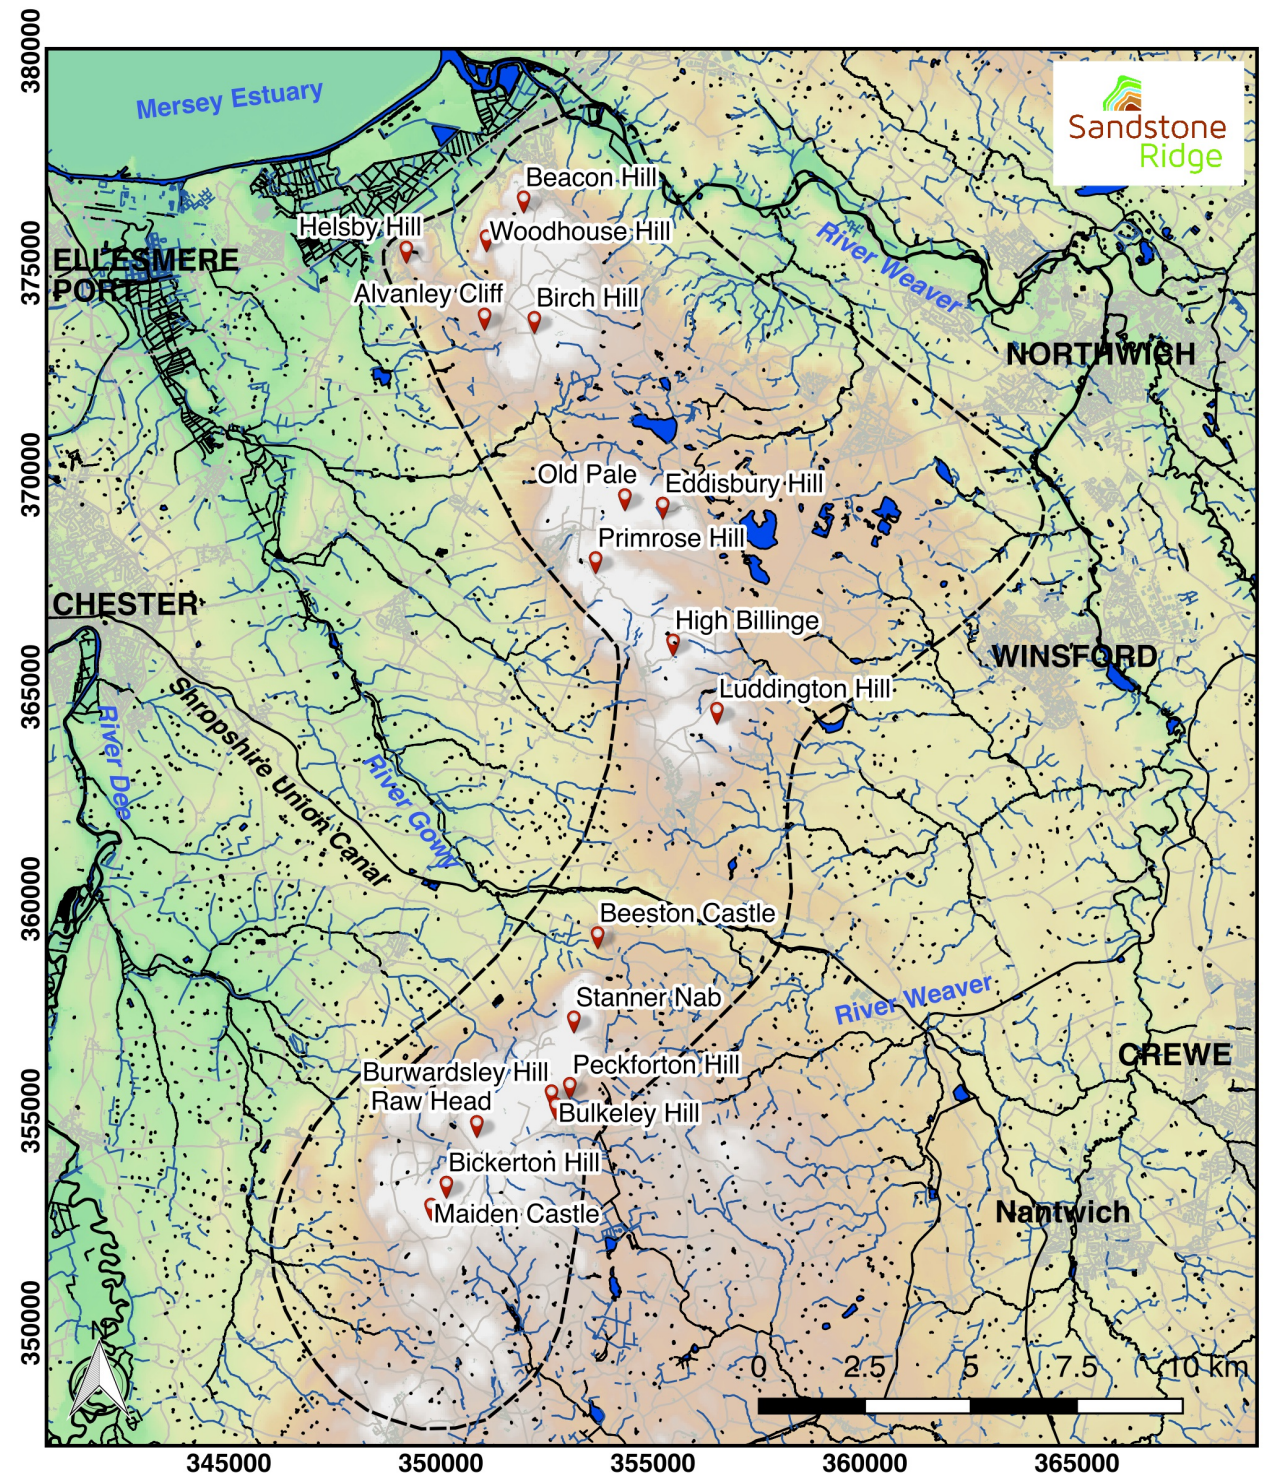 380000
Mersey Estuary
Sandstone
Ridge
Beacon Hill
Helsby Hill
Woodhouse Hill
River Weaver
375000
ELLESMERE
PORT
Alvanley Cliff
Birch Hill
NORTHWICH
370000
Old Pale
Eddisbury Hill
Primrose Hill
CHESTER
High Billinge
WINSFORD
365000
Luddington Hill
River Dee
Shropshire Union Canal
River Gowy
360000
Beeston Castle
Stanner Nab
River Weaver
CREWE
355000
Burwardsley Hill
Peckforton Hill
Raw Head
Bulkeley Hill
Bickerton Hill
Maiden Castle
Nantwich
350000
N
0 2.5 5 7.5 10 km
345000 350000 355000 360000 365000